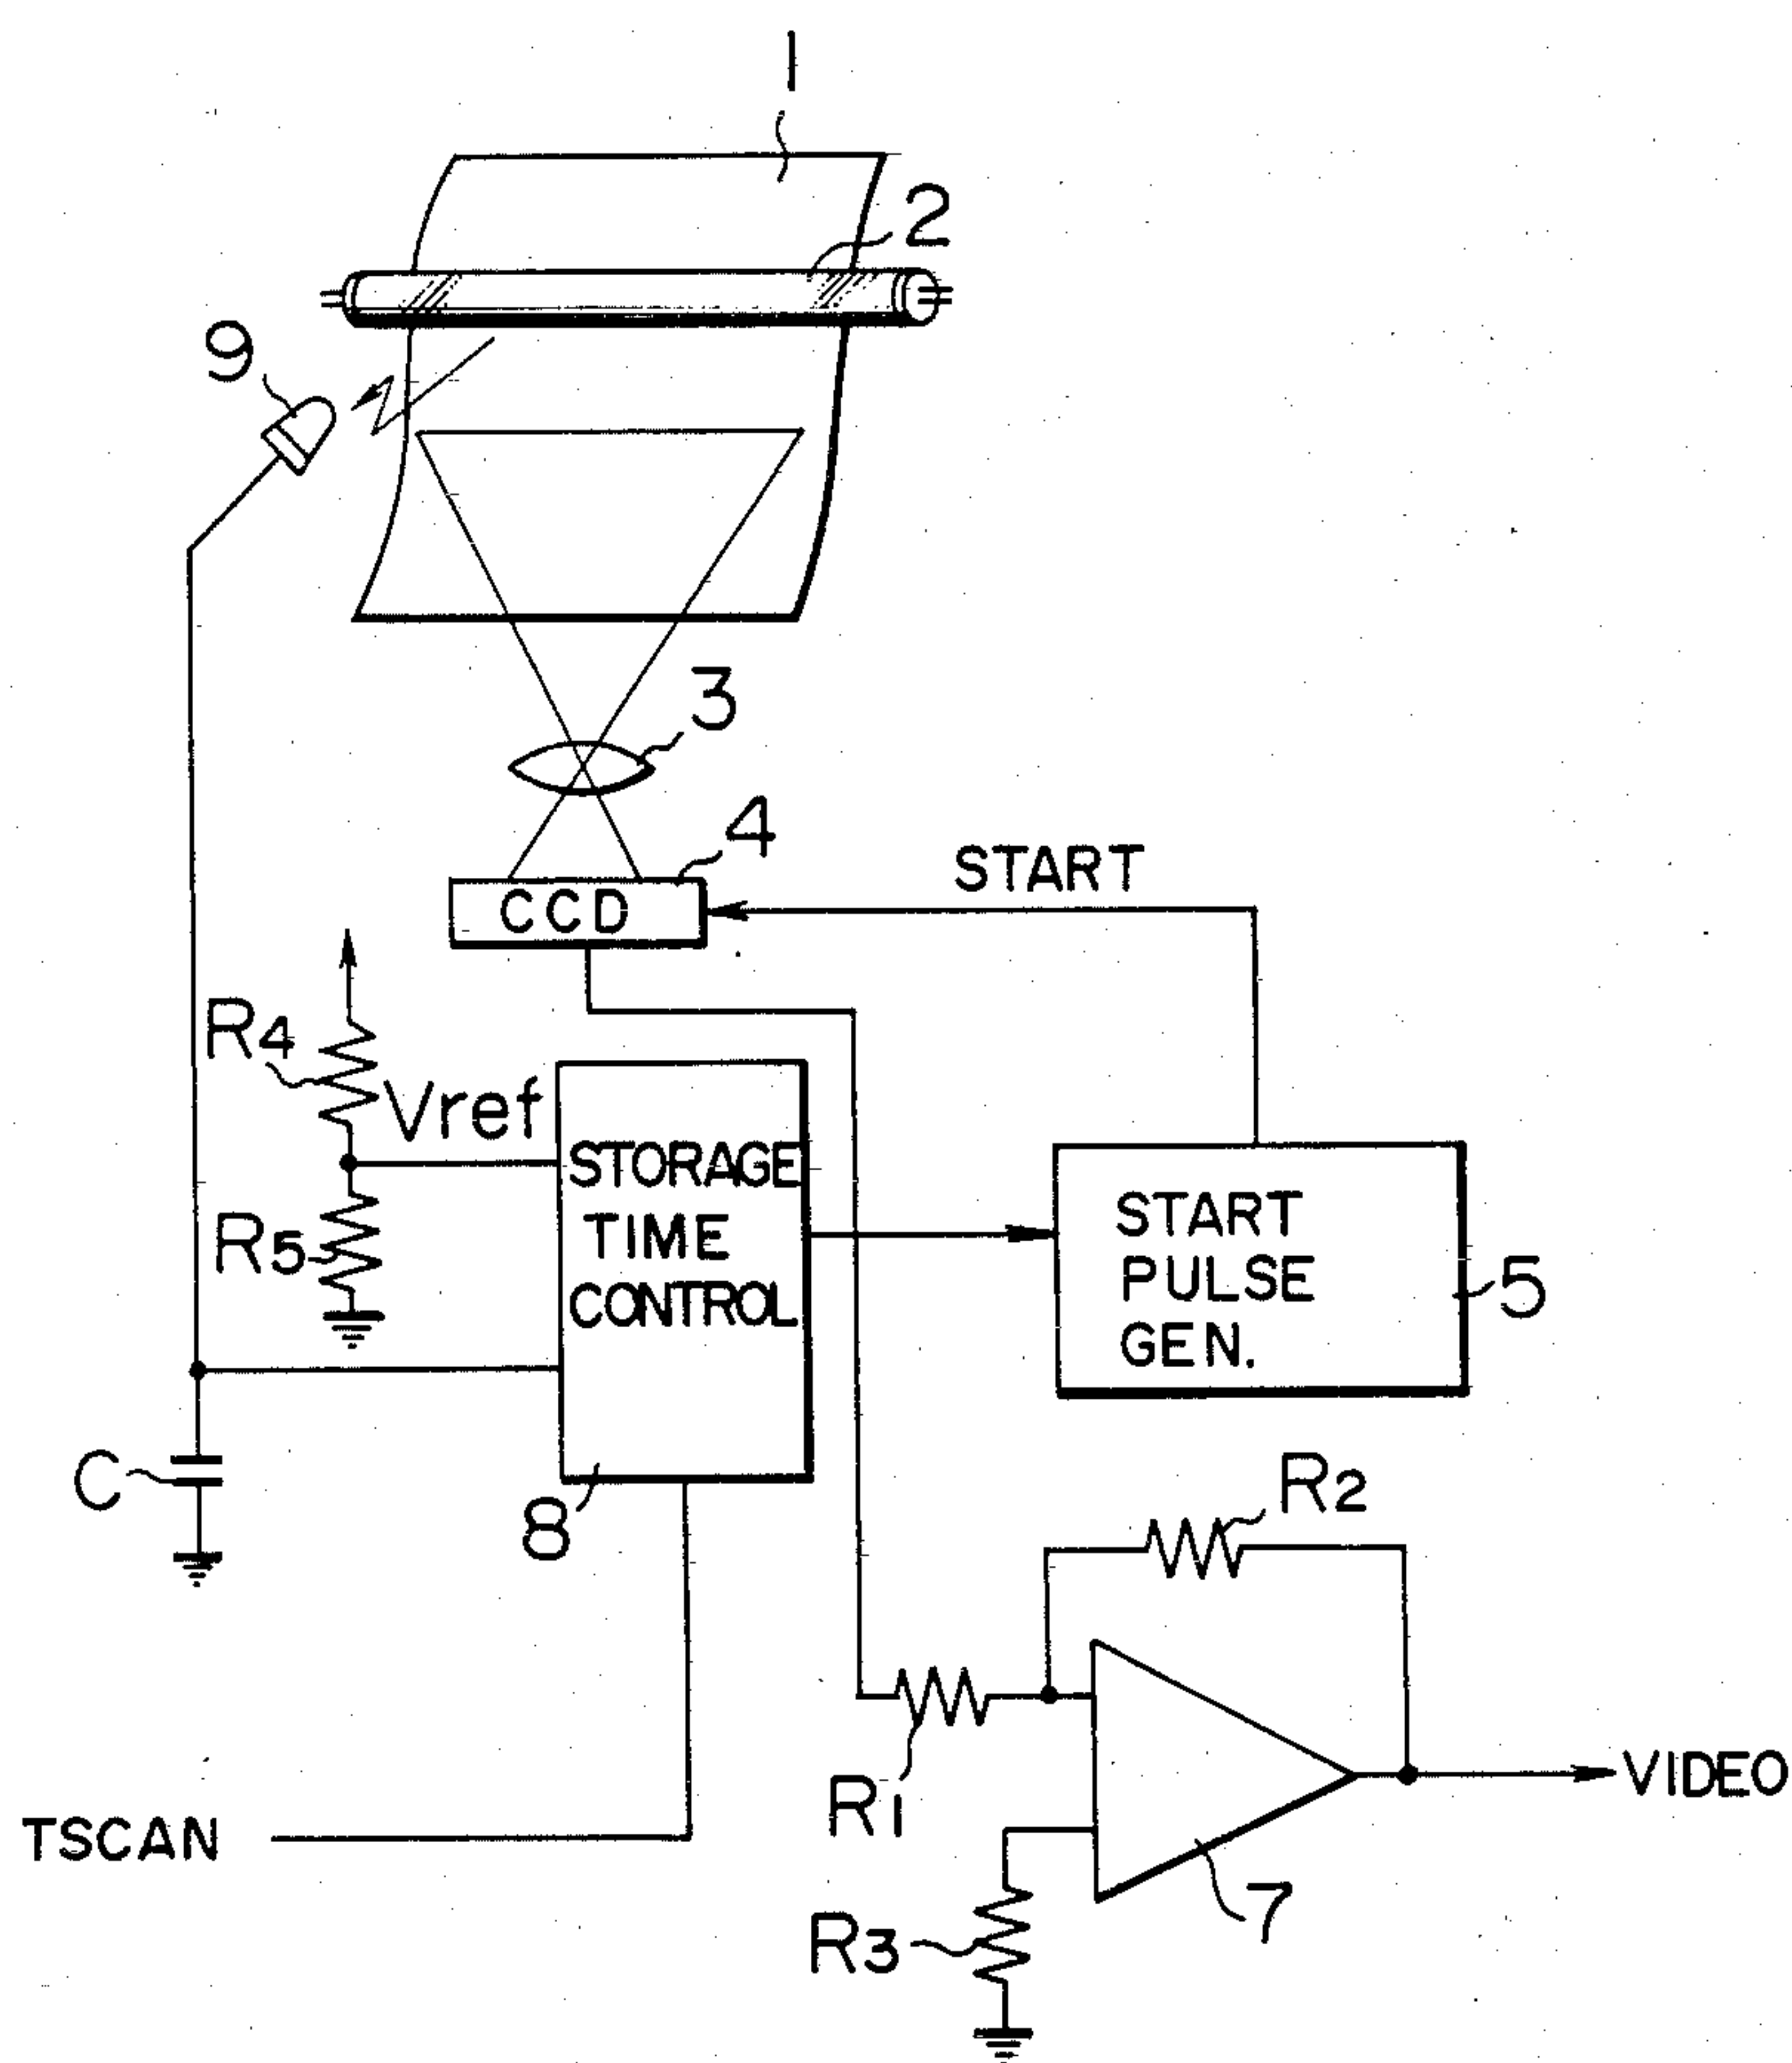 1
2
9
3
4
START
CCD
R4
Vref
STORAGE
TIME
CONTROL
R5
START
PULSE
GEN.
5
C
8
R2
R1
VIDEO
TSCAN
7
R3